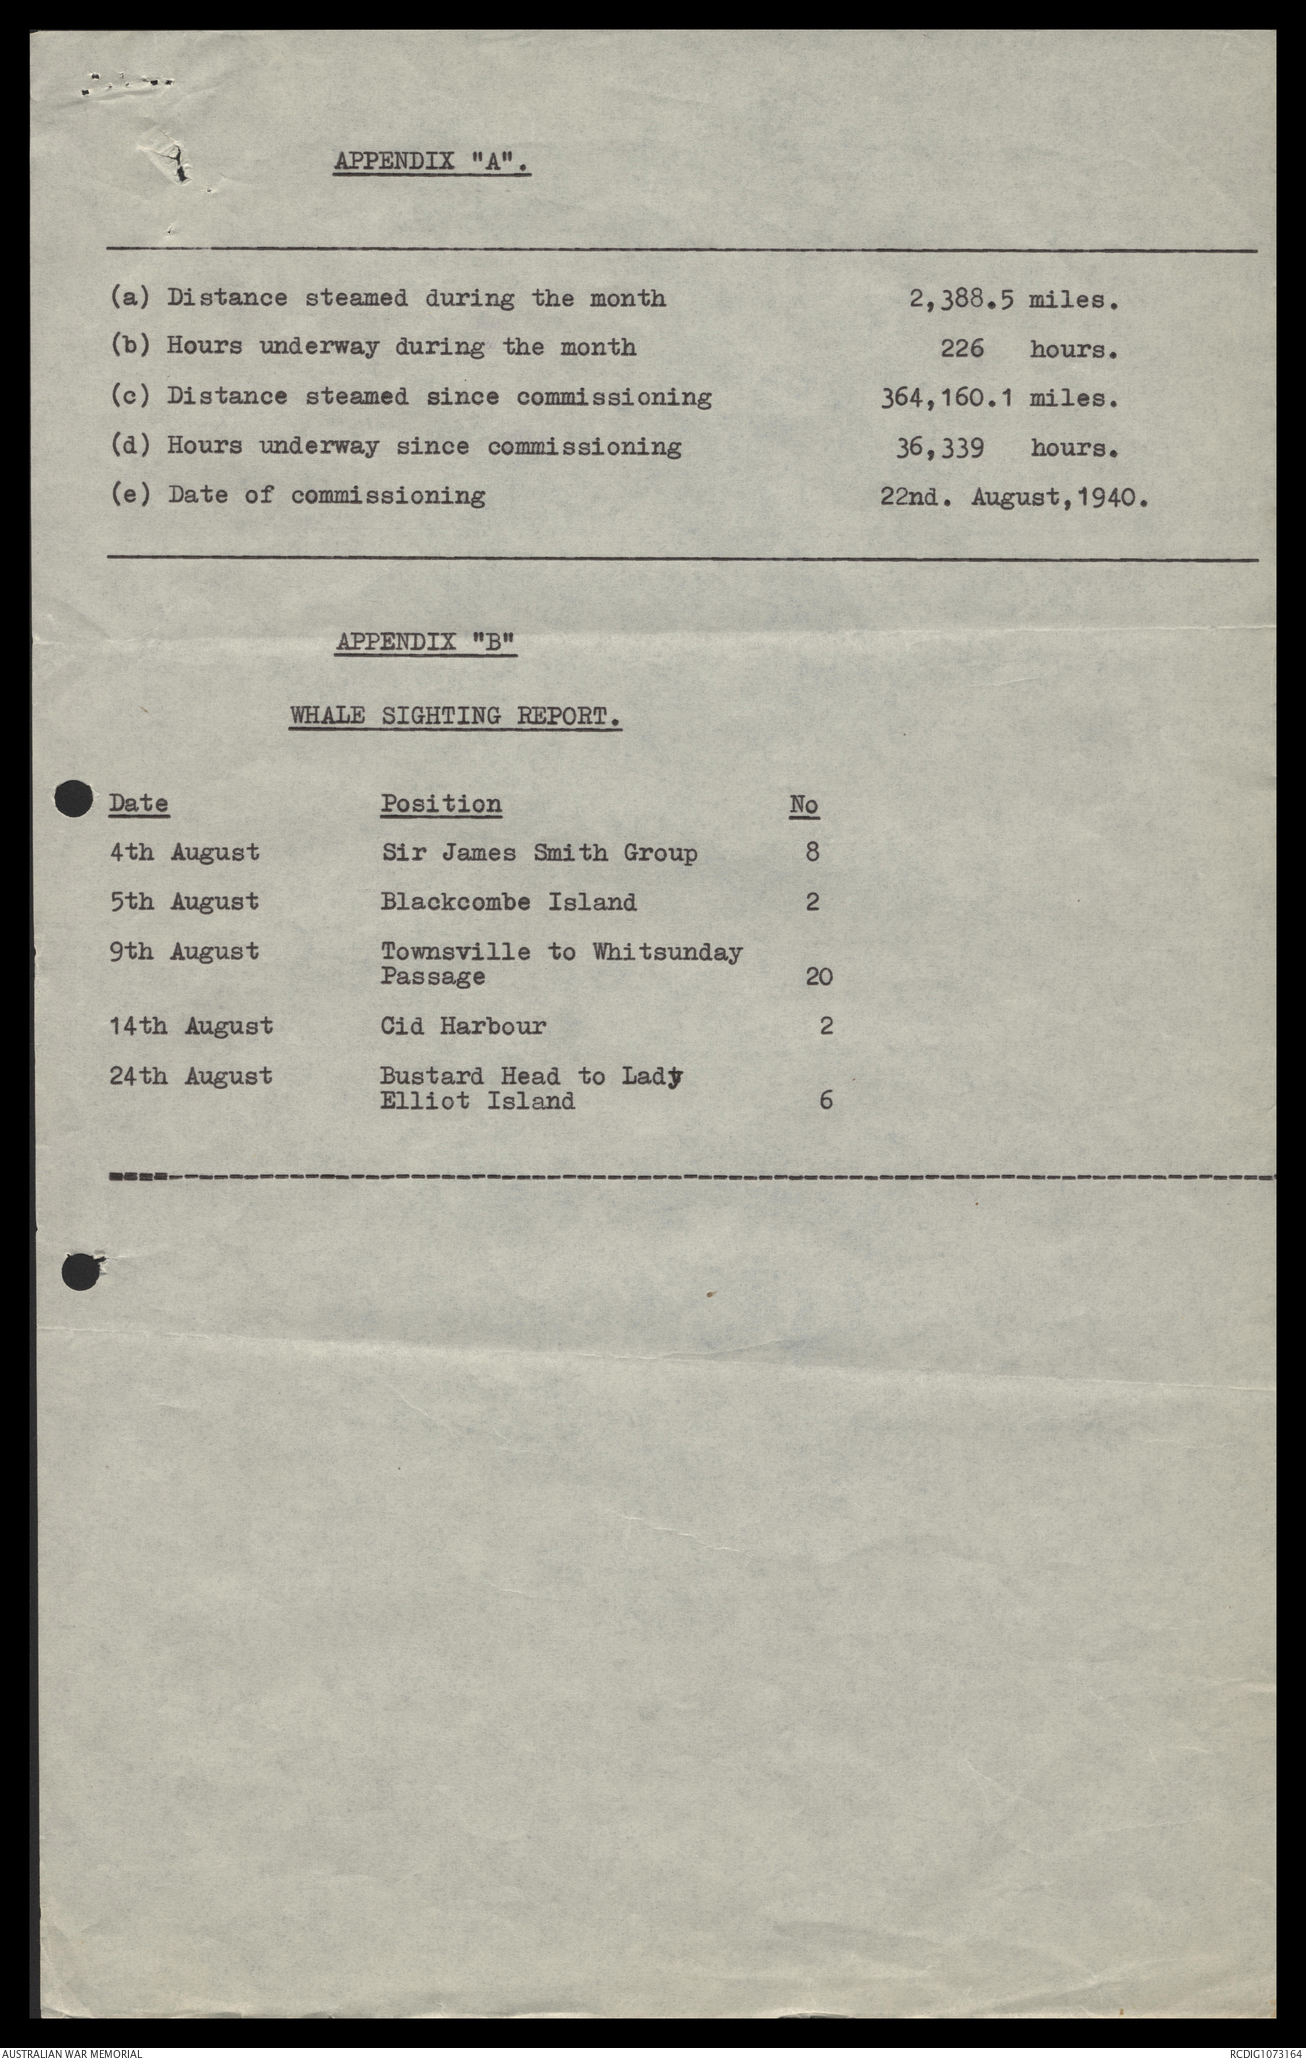 APPENDIX "A".
(a) Distance steamed during the month 2,388.5 miles.
(b) Hours underway during the month 226 hours.
(c) Distance steamed since commissioning 364,160.1 miles.
(d) Hours underway since commissioning 36,339 hours.
(e) Date of commissioning 22nd. August,1940.
APPENDIX "B"
WHALE SIGHTING REPORT.
Date Position No
4th August Sir James Smith Group 8
5th August Blackcombe Island 2
9th August Townsville to Whitsunday
Passage 20
14th August Cid Harbour 2
24th August Bustard Head to Lady
Elliot Island 6
AUSTRALIAN WAR MEMORIAL RCDIG1073164